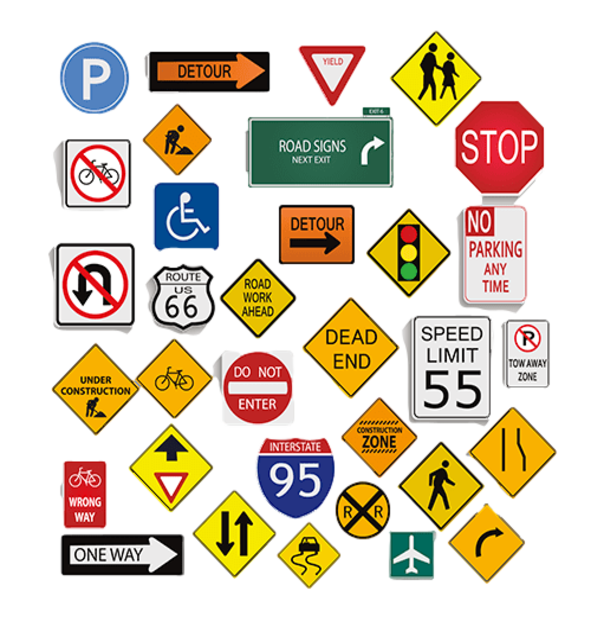 P
DETOUR
YIELD
EXIT 6
ROAD SIGNS
NEXT EXIT
STOP
DETOUR
NO
PARKING
ANY
TIME
ROUTE
US
66
ROAD
WORK
AHEAD
DEAD
END
SPEED
LIMIT
55
P
TOW AWAY
ZONE
UNDER
CONSTRUCTION
DO NOT
ENTER
CONSTRUCTION
ZONE
INTERSTATE
95
WRONG
WAY
R R
ONE WAY